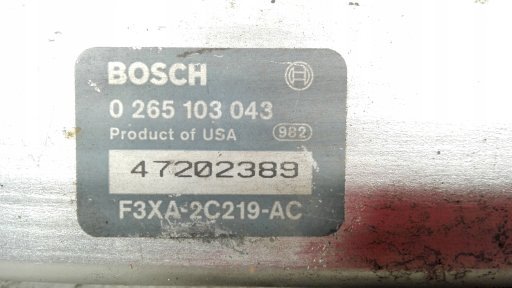 BOSCH
0 265 103 043
Product of USA 982
47202389
F3XA-2C219-AC